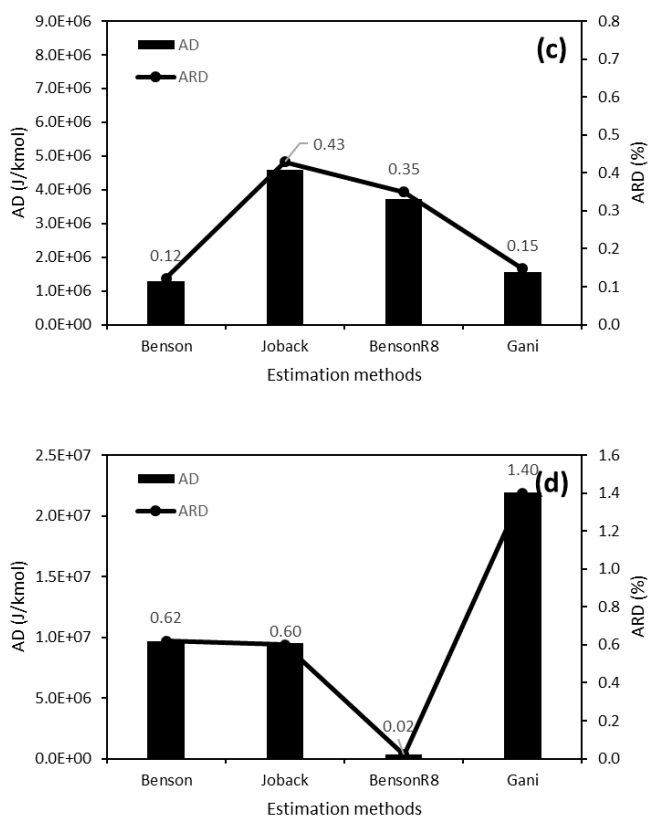 (c)
AD
ARD
AD (J/kmol)
9.0E+06
8.0E+06
7.0E+06
6.0E+06
5.0E+06
4.0E+06
3.0E+06
2.0E+06
1.0E+06
0.0E+00
0.12
0.43
0.35
0.15
0.8
0.7
0.6
0.5
0.4
0.3
0.2
0.1
0.0
ARD (%)
Benson Joback BensonR8 Gani
Estimation methods
(d)
AD
ARD
AD (J/kmol)
2.5E+07
2.0E+07
1.5E+07
1.0E+07
5.0E+06
0.0E+00
0.62
0.60
0.02
1.40
1.6
1.4
1.2
1.0
0.8
0.6
0.4
0.2
0.0
ARD (%)
Benson Joback BensonR8 Gani
Estimation methods